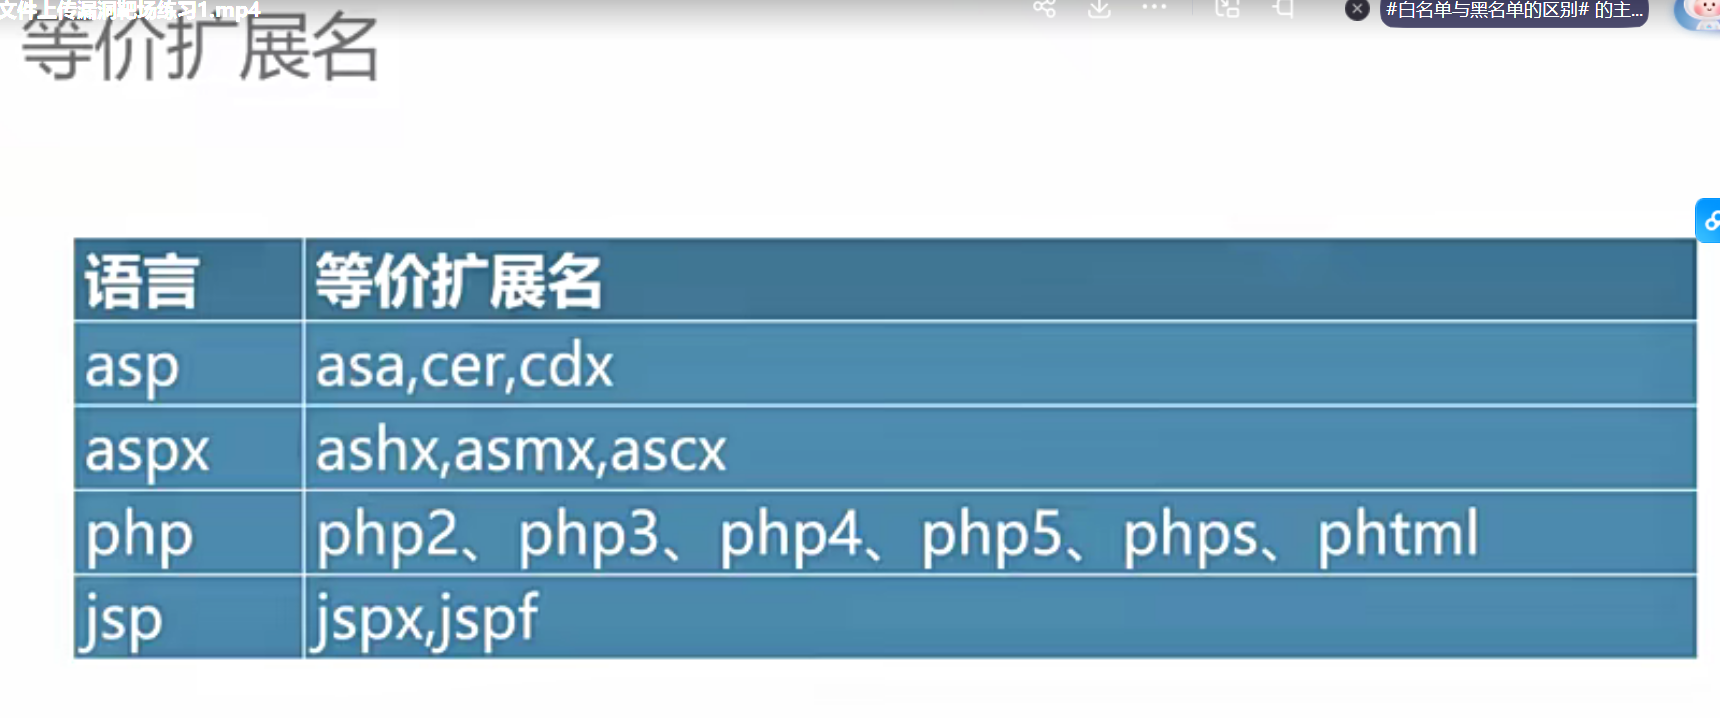 文件上传漏洞靶场练习1.mp4
#白名单与黑名单的区别# 的主...
等价扩展名
语言 等价扩展名
asp asa,cer,cdx
aspx ashx,asmx,ascx
php php2、php3、php4、php5、phps、phtml
jsp jspx,jspf